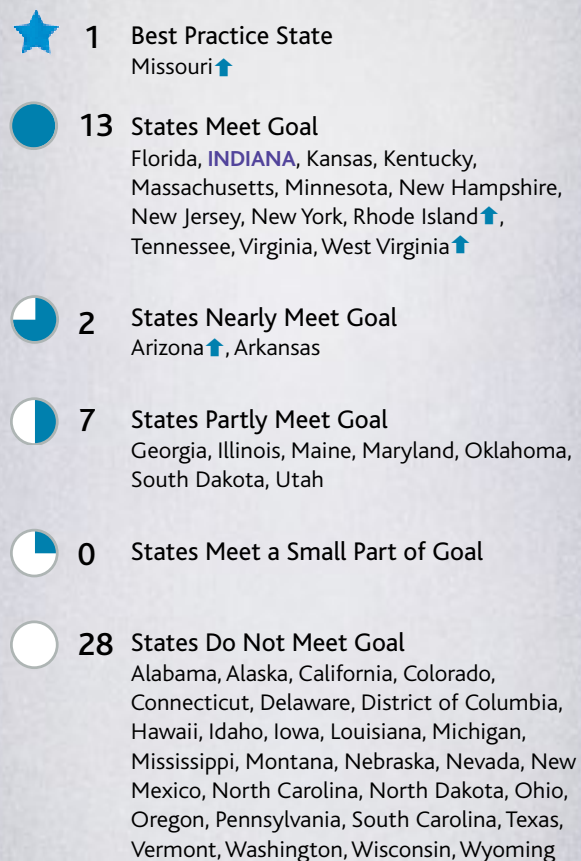 1 Best Practice State
Missouri
13 States Meet Goal
Florida, INDIANA, Kansas, Kentucky,
Massachusetts, Minnesota, New Hampshire,
New Jersey, New York, Rhode Island,
Tennessee, Virginia, West Virginia
2 States Nearly Meet Goal
Arizona, Arkansas
7 States Partly Meet Goal
Georgia, Illinois, Maine, Maryland, Oklahoma,
South Dakota, Utah
0 States Meet a Small Part of Goal
28 States Do Not Meet Goal
Alabama, Alaska, California, Colorado,
Connecticut, Delaware, District of Columbia,
Hawaii, Idaho, Iowa, Louisiana, Michigan,
Mississippi, Montana, Nebraska, Nevada, New
Mexico, North Carolina, North Dakota, Ohio,
Oregon, Pennsylvania, South Carolina, Texas,
Vermont, Washington, Wisconsin, Wyoming